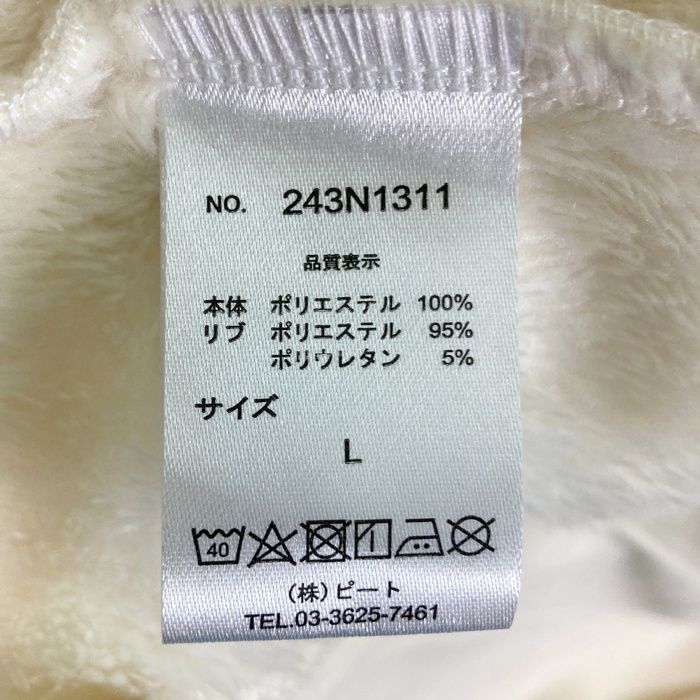 NO. 243N1311
品質表示
本体 ポリエステル 100%
リブ ポリエステル 95%
ポリウレタン 5%
サイズ
L
40
(株)ピート
TEL.03-3625-7461